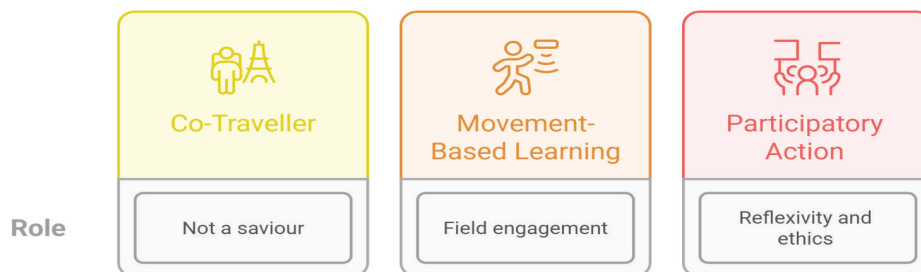 Co-Traveller
Movement-
Based Learning
Participatory
Action
Role
Not a saviour
Field engagement
Reflexivity and
ethics